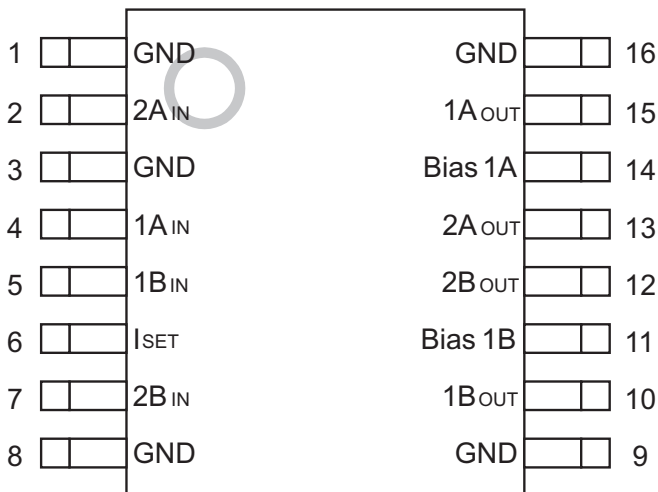 1 GND GND 16
2 2A IN 1A OUT 15
3 GND Bias 1A 14
4 1A IN 2A OUT 13
5 1B IN 2B OUT 12
6 ISET Bias 1B 11
7 2B IN 1B OUT 10
8 GND GND 9